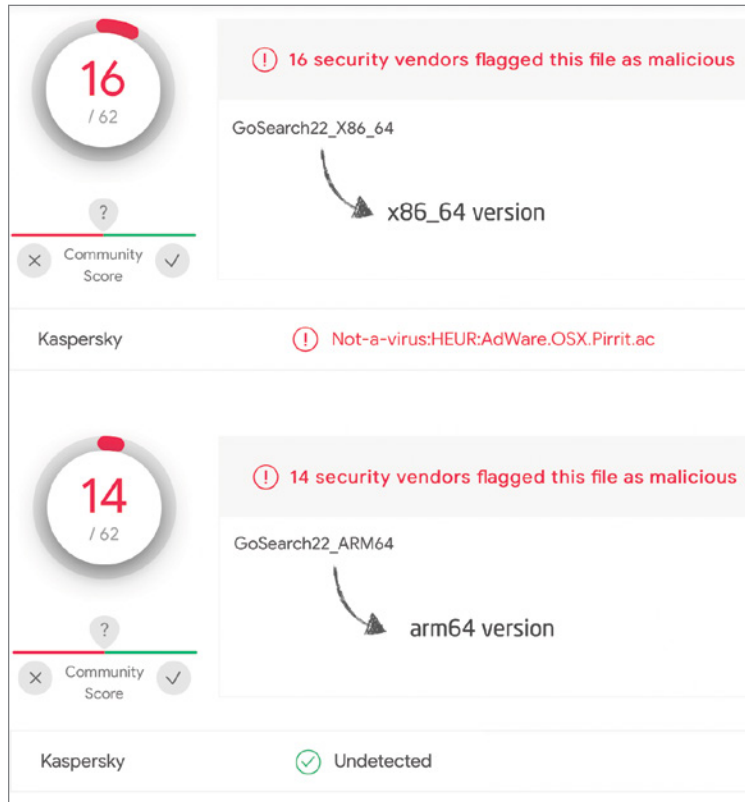 16
/ 62
16 security vendors flagged this file as malicious
GoSearch22_X86_64
x86_64 version
?
Community
Score
Kaspersky
Not-a-virus:HEUR:AdWare.OSX.Pirrit.ac
14
/ 62
14 security vendors flagged this file as malicious
GoSearch22_ARM64
arm64 version
?
Community
Score
Kaspersky
Undetected